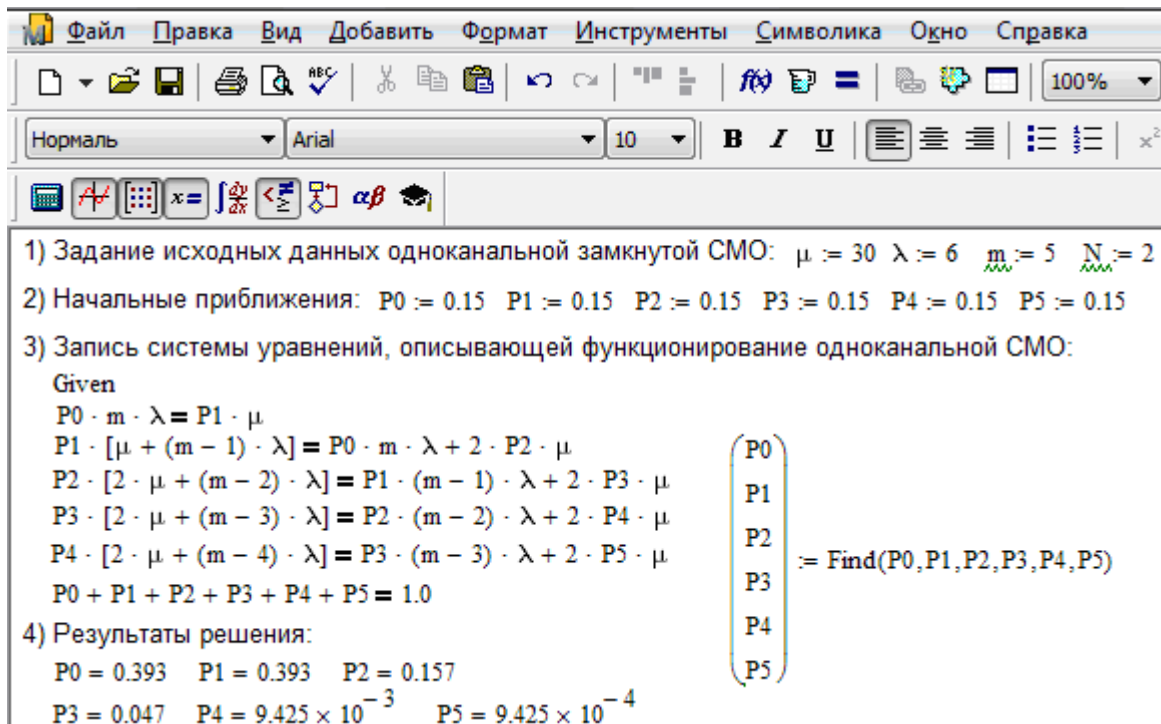 Файл Правка Вид Добавить Формат Инструменты Символика Окно Справка
ABC f(x) 100%
Нормаль Arial 10 B I U x²
x= ∫ dy/dx <≠≥ αβ
1) Задание исходных данных одноканальной замкнутой СМО: μ := 30 λ := 6 m := 5 N := 2
2) Начальные приближения: P0 := 0.15 P1 := 0.15 P2 := 0.15 P3 := 0.15 P4 := 0.15 P5 := 0.15
3) Запись системы уравнений, описывающей функционирование одноканальной СМО:
Given
P0 · m · λ = P1 · μ
P1 · [μ + (m − 1) · λ] = P0 · m · λ + 2 · P2 · μ
P2 · [2 · μ + (m − 2) · λ] = P1 · (m − 1) · λ + 2 · P3 · μ
P3 · [2 · μ + (m − 3) · λ] = P2 · (m − 2) · λ + 2 · P4 · μ
P4 · [2 · μ + (m − 4) · λ] = P3 · (m − 3) · λ + 2 · P5 · μ
P0 + P1 + P2 + P3 + P4 + P5 = 1.0
P0
P1
P2
P3
P4
P5
:= Find(P0,P1,P2,P3,P4,P5)
4) Результаты решения:
P0 = 0.393 P1 = 0.393 P2 = 0.157
P3 = 0.047 P4 = 9.425 × 10⁻³ P5 = 9.425 × 10⁻⁴